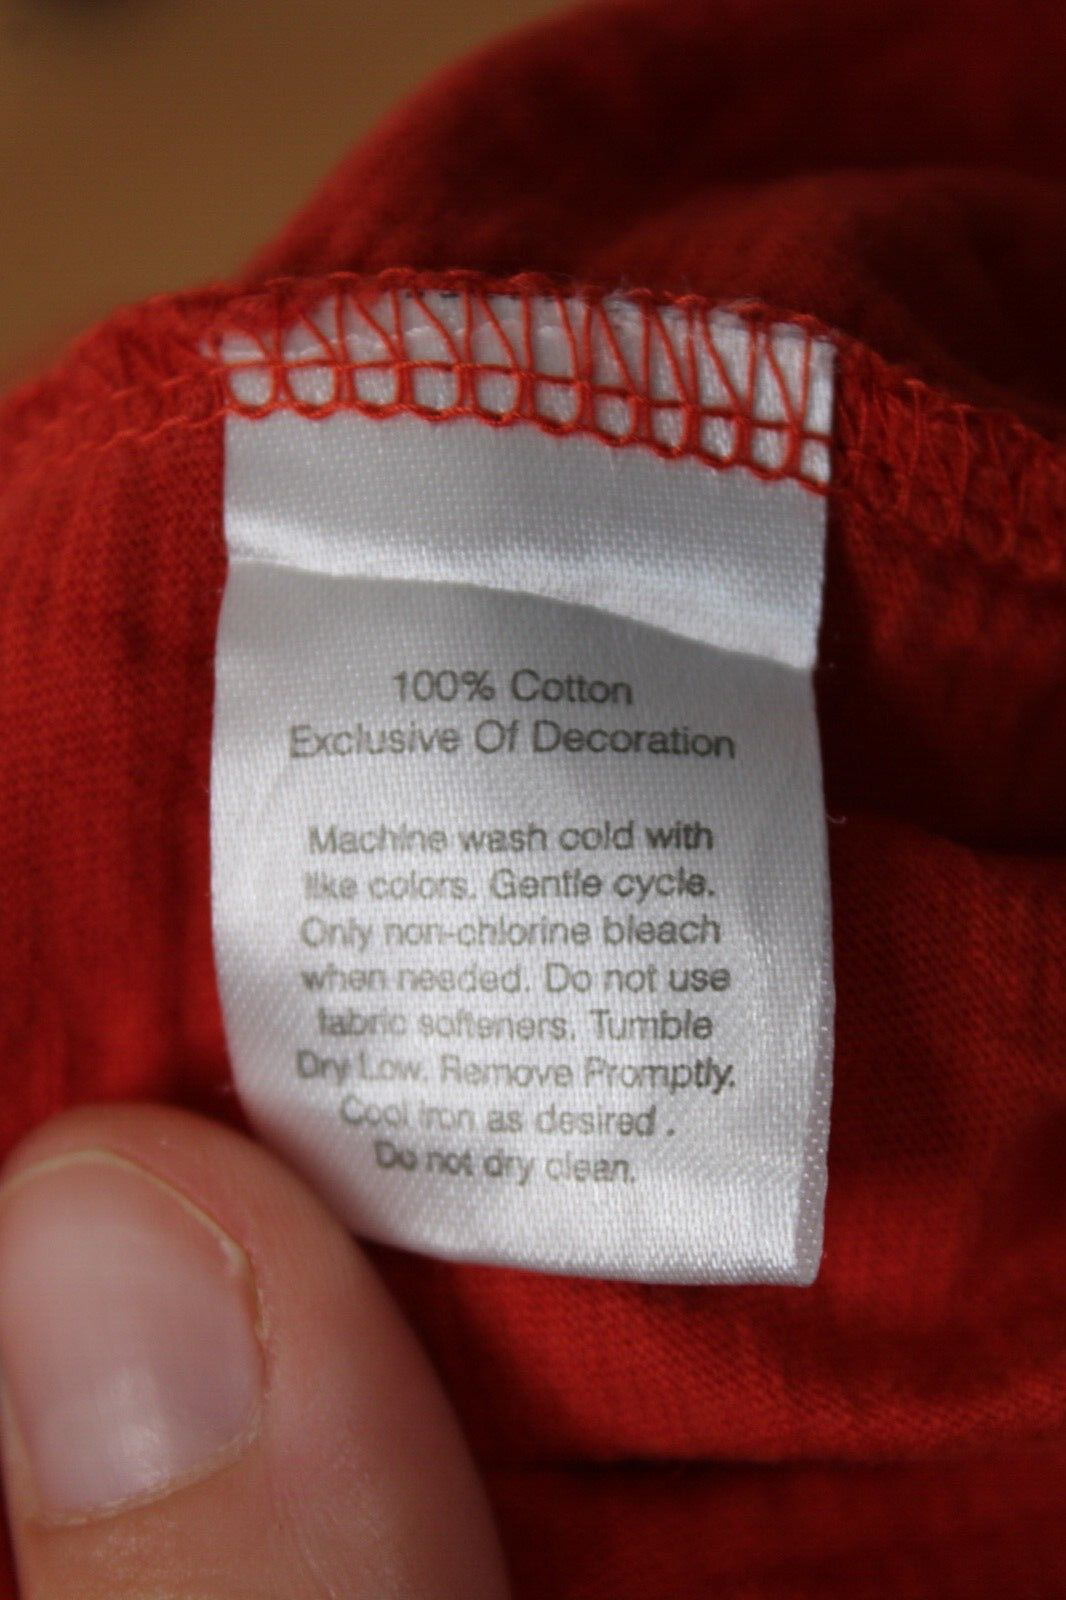 100% Cotton
Exclusive Of Decoration
Machine wash cold with
like colors. Gentle cycle.
Only non-chlorine bleach
when needed. Do not use
fabric softeners. Tumble
Dry Low. Remove Promptly.
Cool iron as desired .
Do not dry clean.